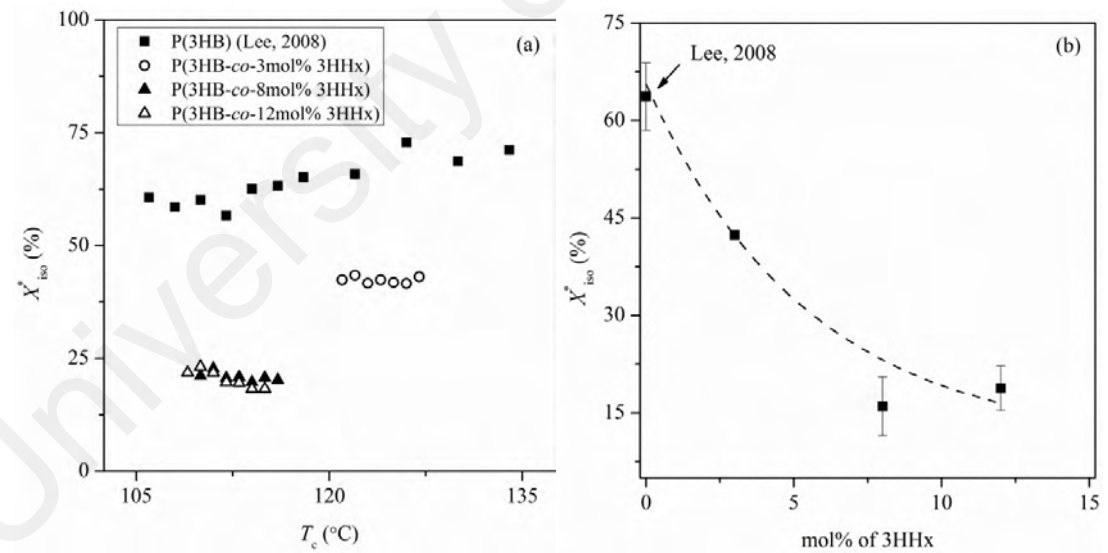 100
75
50
25
0
X*iso (%)
105
120
135
Tc (°C)
(a)
P(3HB) (Lee, 2008)
P(3HB-co-3mol% 3HHx)
P(3HB-co-8mol% 3HHx)
P(3HB-co-12mol% 3HHx)
75
60
45
30
15
X*iso (%)
0
5
10
15
mol% of 3HHx
(b)
Lee, 2008
University